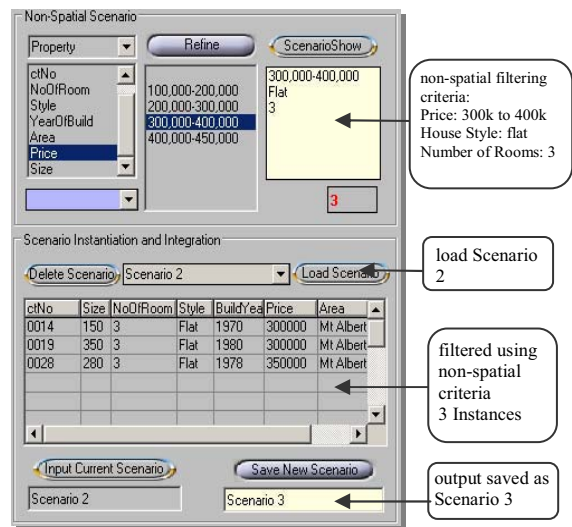 Non-Spatial Scenario
Property
Refine
ScenarioShow
ctNo
NoOfRoom
Style
YearOfBuild
Area
Price
Size
100,000-200,000
200,000-300,000
300,000-400,000
400,000-450,000
300,000-400,000
Flat
3
3
non-spatial filtering
criteria:
Price: 300k to 400k
House Style: flat
Number of Rooms: 3
Scenario Instantiation and Integration
Delete Scenario
Scenario 2
Load Scenario
load Scenario
2
ctNo Size NoOfRoom Style BuildYea Price Area
0014 150 3 Flat 1970 300000 Mt Albert
0019 350 3 Flat 1980 300000 Mt Albert
0028 280 3 Flat 1978 350000 Mt Albert
filtered using
non-spatial
criteria
3 Instances
Input Current Scenario
Save New Scenario
Scenario 2
Scenario 3
output saved as
Scenario 3